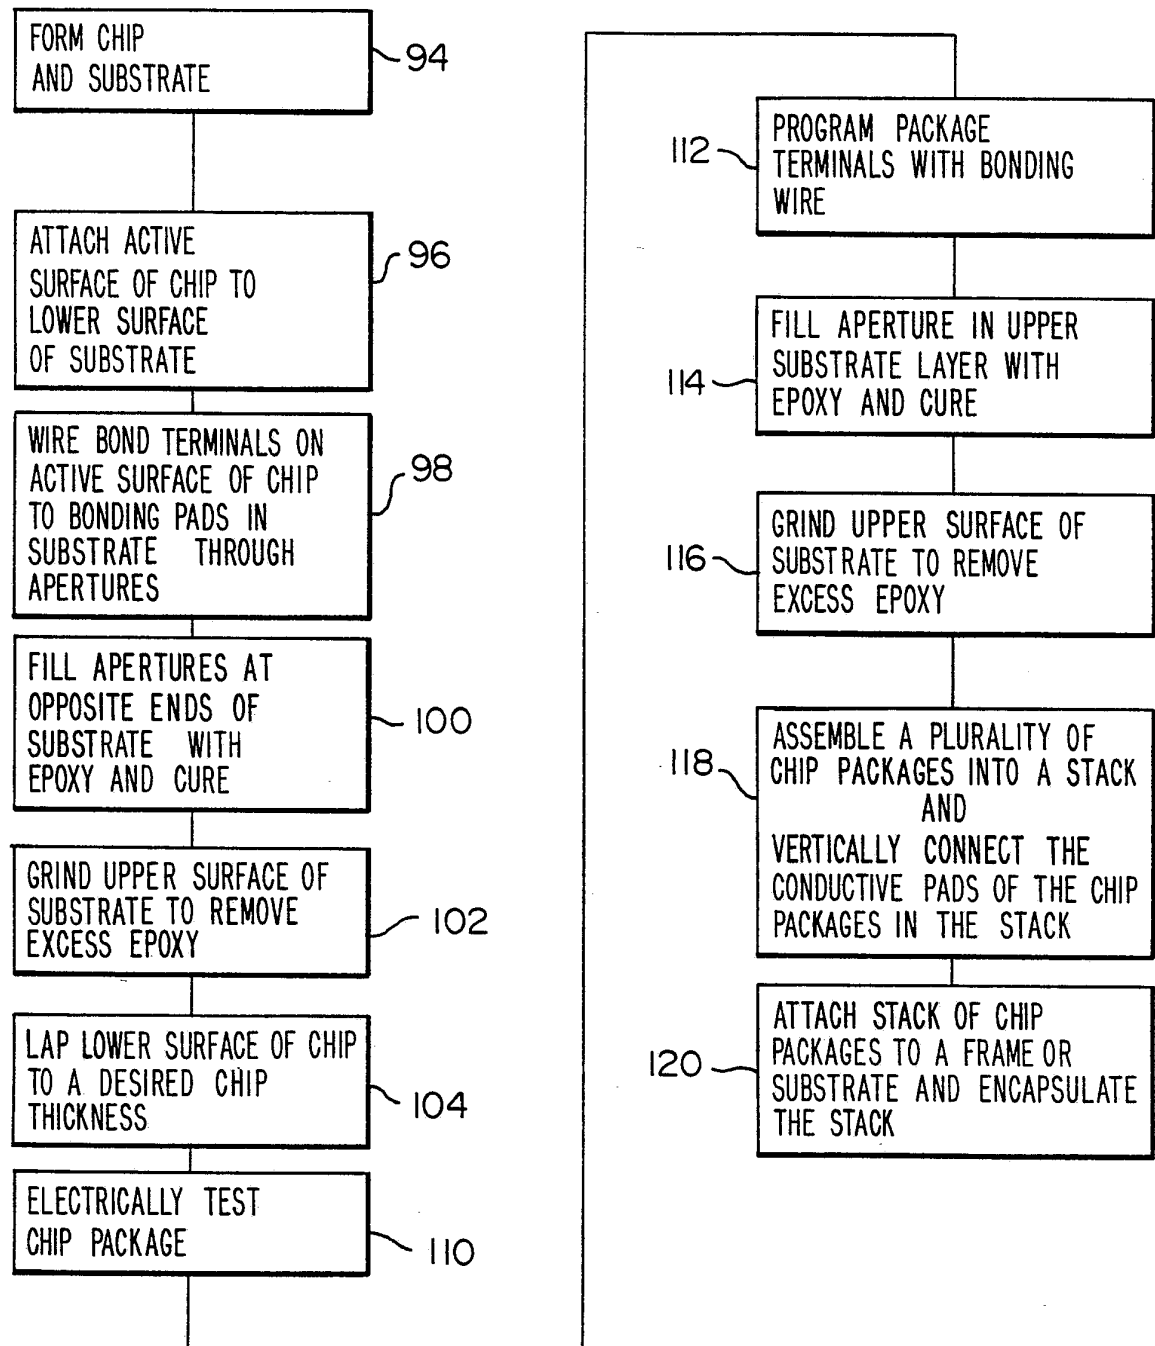 FORM CHIP
AND SUBSTRATE
94
ATTACH ACTIVE
SURFACE OF CHIP TO
LOWER SURFACE
OF SUBSTRATE
96
WIRE BOND TERMINALS ON
ACTIVE SURFACE OF CHIP
TO BONDING PADS IN
SUBSTRATE THROUGH
APERTURES
98
FILL APERTURES AT
OPPOSITE ENDS OF
SUBSTRATE WITH
EPOXY AND CURE
100
GRIND UPPER SURFACE OF
SUBSTRATE TO REMOVE
EXCESS EPOXY
102
LAP LOWER SURFACE OF CHIP
TO A DESIRED CHIP
THICKNESS
104
ELECTRICALLY TEST
CHIP PACKAGE
110
PROGRAM PACKAGE
TERMINALS WITH BONDING
WIRE
112
FILL APERTURE IN UPPER
SUBSTRATE LAYER WITH
EPOXY AND CURE
114
GRIND UPPER SURFACE OF
SUBSTRATE TO REMOVE
EXCESS EPOXY
116
ASSEMBLE A PLURALITY OF
CHIP PACKAGES INTO A STACK
AND
VERTICALLY CONNECT THE
CONDUCTIVE PADS OF THE CHIP
PACKAGES IN THE STACK
118
ATTACH STACK OF CHIP
PACKAGES TO A FRAME OR
SUBSTRATE AND ENCAPSULATE
THE STACK
120